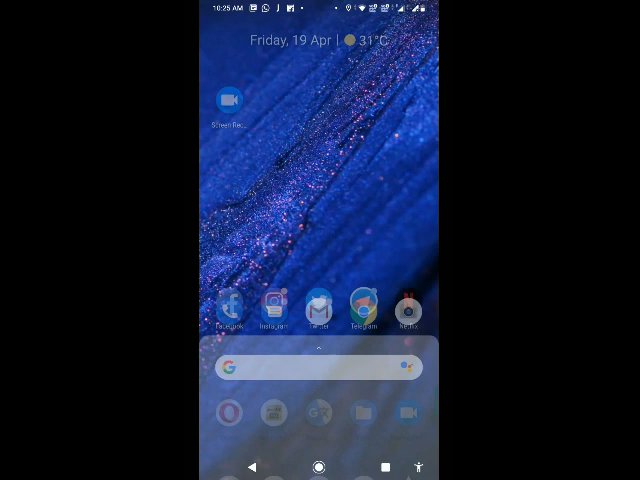 10:25 AM
Friday, 19 Apr | 31°C
Screen Rec...
Facebook Instagram Twitter Telegram Netflix